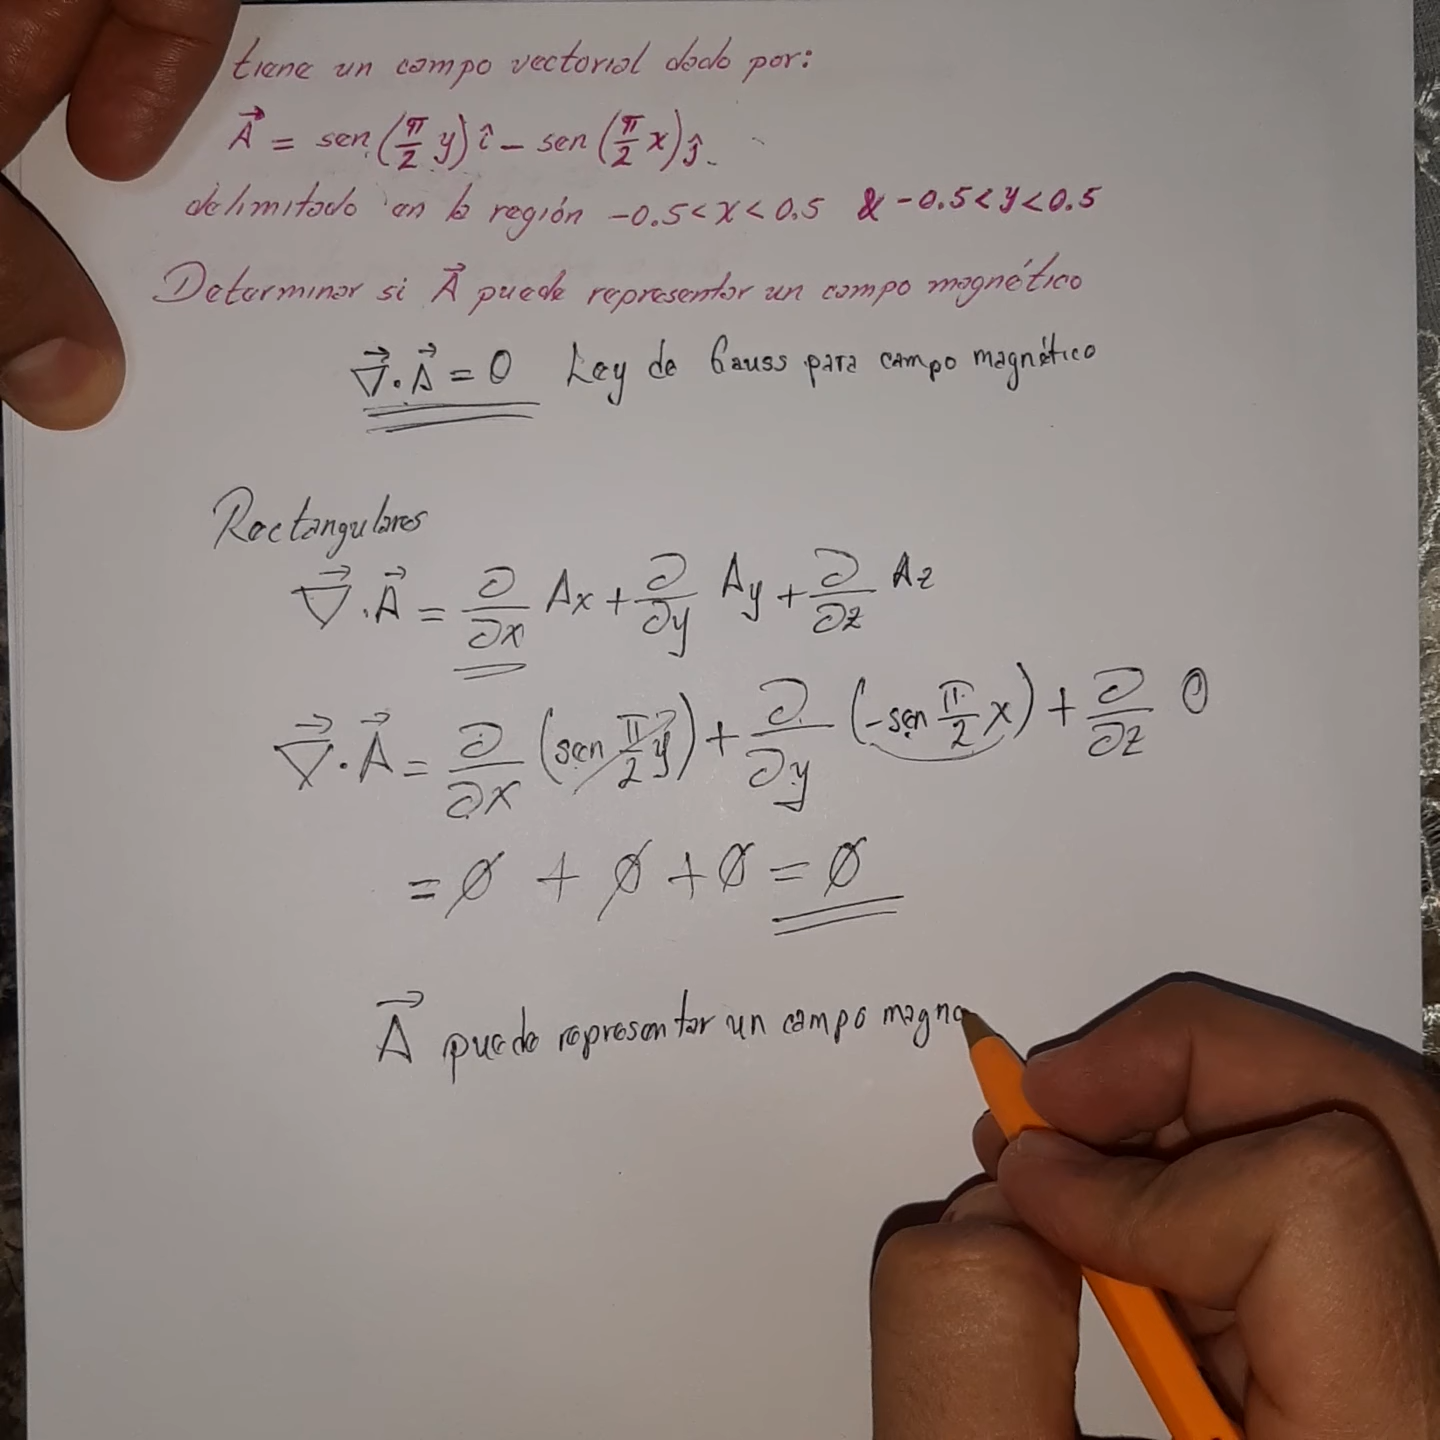 tiene un campo vectorial dado por:
A⃗ = sen(π/2 y) î - sen(π/2 x) ĵ.
delimitado en la región -0.5 < x < 0.5 & -0.5 < y < 0.5
Determinar si A⃗ puede representar un campo magnético
∇⃗·A⃗ = 0 Ley de Gauss para campo magnético
Rectangulares
∇⃗·A⃗ = ∂/∂x Ax + ∂/∂y Ay + ∂/∂z Az
∇⃗·A⃗ = ∂/∂x (sen π/2 y) + ∂/∂y (-sen π/2 x) + ∂/∂z 0
= 0 + 0 + 0 = 0
A⃗ puede representar un campo magne